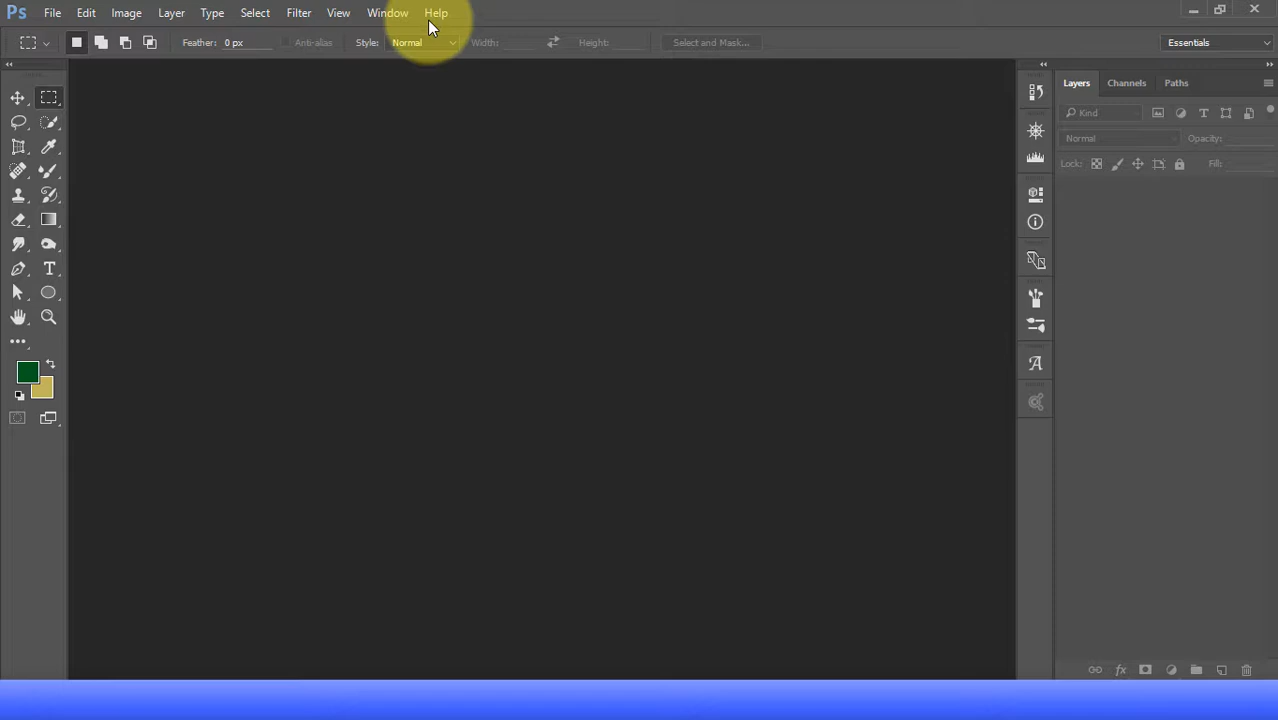 Ps File Edit Image Layer Type Select Filter View Window Help
Feather: 0 px Anti-alias Style: Normal Width: Height: Select and Mask... Essentials
Layers Channels Paths
Kind
Normal Opacity:
Lock: Fill: